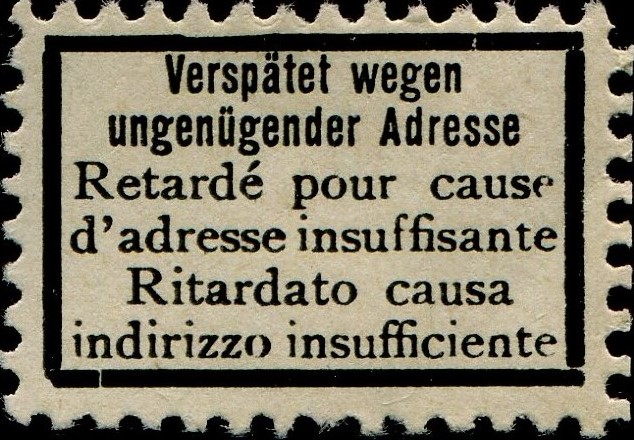 Verspätet wegen
ungenügender Adresse
Retardé pour cause
d'adresse insuffisante
Ritardato causa
indirizzo insufficiente